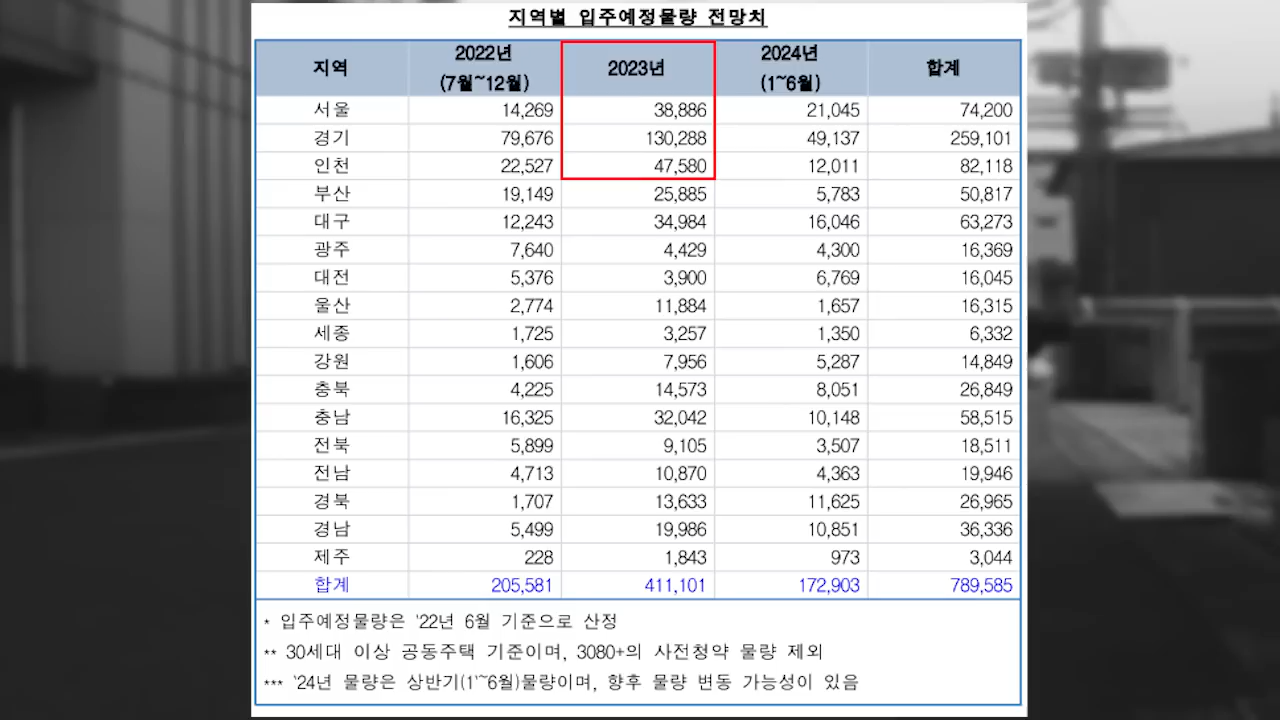 지역별 입주예정물량 전망치
지역 2022년 (7월~12월) 2023년 2024년 (1~6월) 합계
서울 14,269 38,886 21,045 74,200
경기 79,676 130,288 49,137 259,101
인천 22,527 47,580 12,011 82,118
부산 19,149 25,885 5,783 50,817
대구 12,243 34,984 16,046 63,273
광주 7,640 4,429 4,300 16,369
대전 5,376 3,900 6,769 16,045
울산 2,774 11,884 1,657 16,315
세종 1,725 3,257 1,350 6,332
강원 1,606 7,956 5,287 14,849
충북 4,225 14,573 8,051 26,849
충남 16,325 32,042 10,148 58,515
전북 5,899 9,105 3,507 18,511
전남 4,713 10,870 4,363 19,946
경북 1,707 13,633 11,625 26,965
경남 5,499 19,986 10,851 36,336
제주 228 1,843 973 3,044
합계 205,581 411,101 172,903 789,585
* 입주예정물량은 '22년 6월 기준으로 산정
** 30세대 이상 공동주택 기준이며, 3080+의 사전청약 물량 제외
*** '24년 물량은 상반기(1'~6월)물량이며, 향후 물량 변동 가능성이 있음